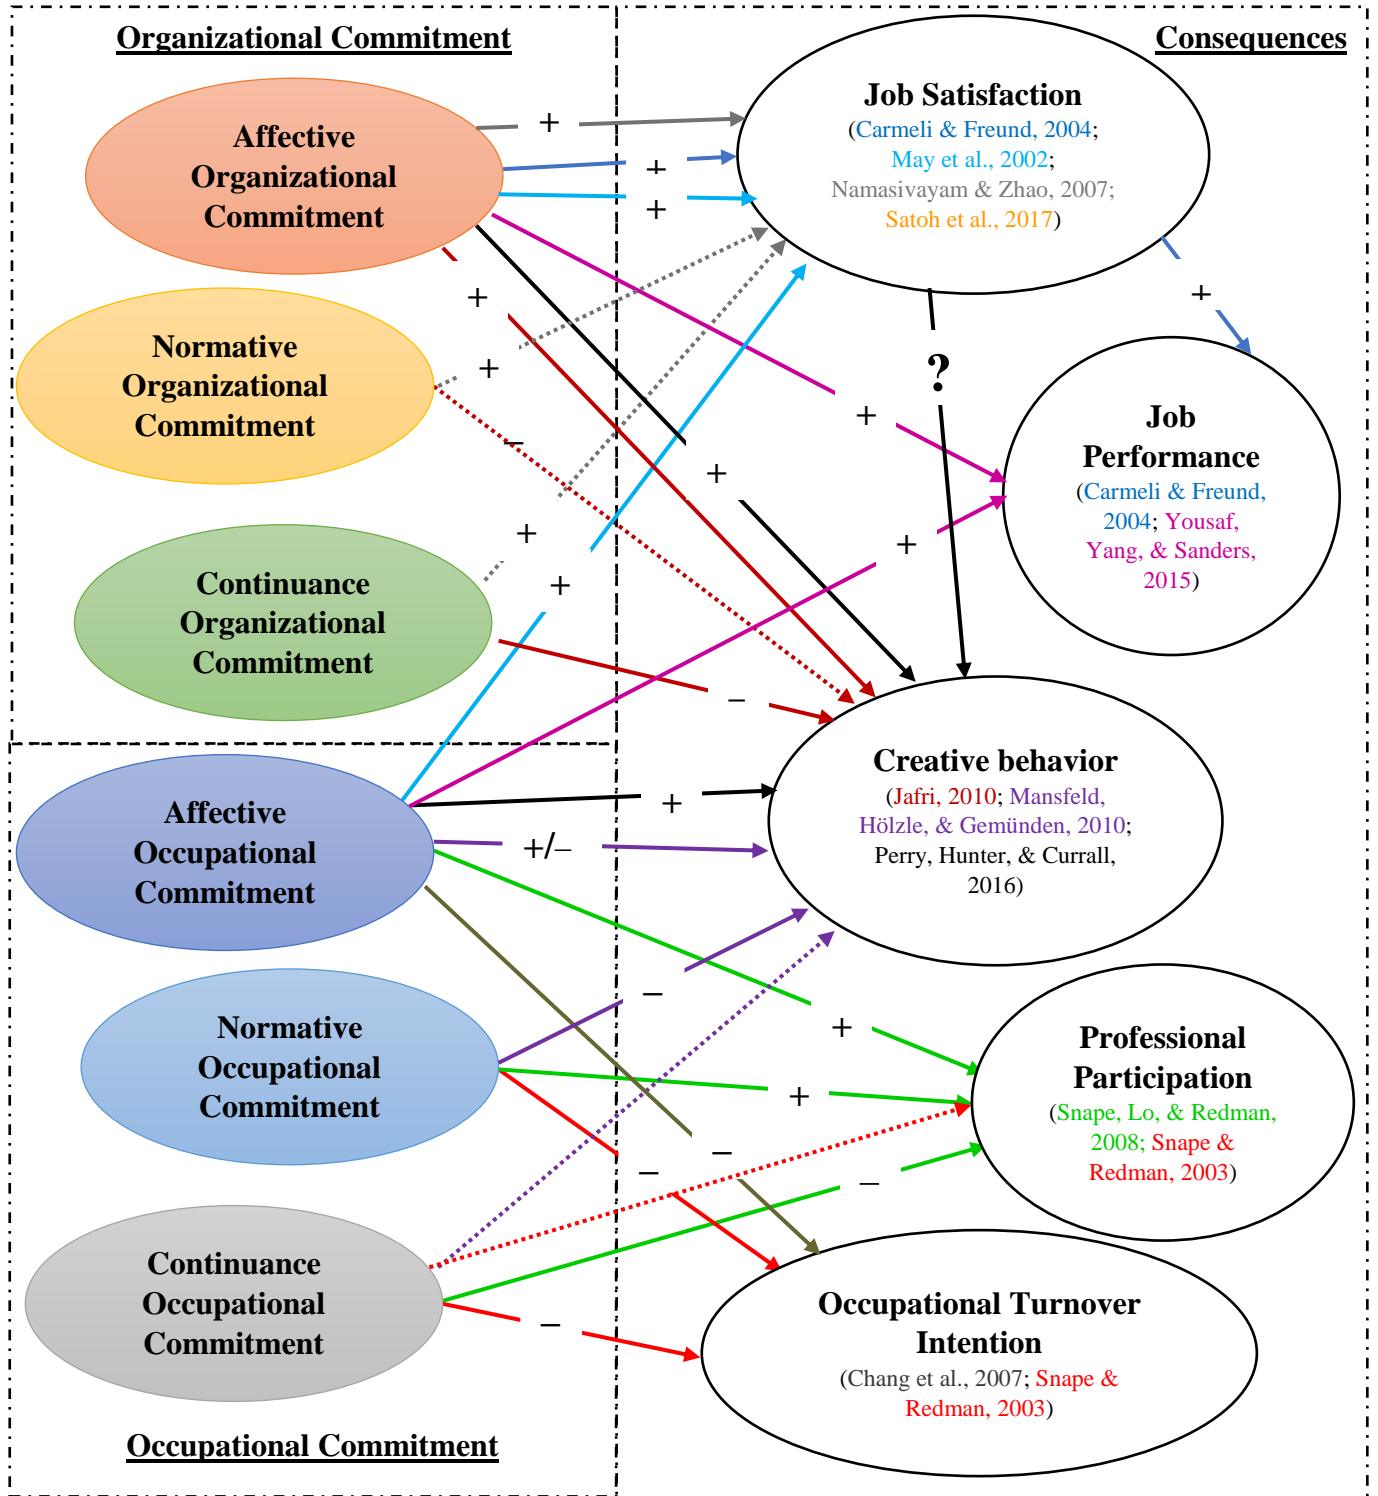 Organizational Commitment
Consequences
Affective
Organizational
Commitment
Normative
Organizational
Commitment
Continuance
Organizational
Commitment
Affective
Occupational
Commitment
Normative
Occupational
Commitment
Continuance
Occupational
Commitment
Occupational Commitment
+
+
+
+
+
−
+
+
+
+
+
?
+
−
+
+/−
−
+
+
−
−
−
−
Job Satisfaction
(Carmeli & Freund, 2004;
May et al., 2002;
Namasivayam & Zhao, 2007;
Satoh et al., 2017)
+
Job
Performance
(Carmeli & Freund,
2004; Yousaf,
Yang, & Sanders,
2015)
Creative behavior
(Jafri, 2010; Mansfeld,
Hölzle, & Gemünden, 2010;
Perry, Hunter, & Currall,
2016)
Professional
Participation
(Snape, Lo, & Redman,
2008; Snape &
Redman, 2003)
Occupational Turnover
Intention
(Chang et al., 2007; Snape &
Redman, 2003)